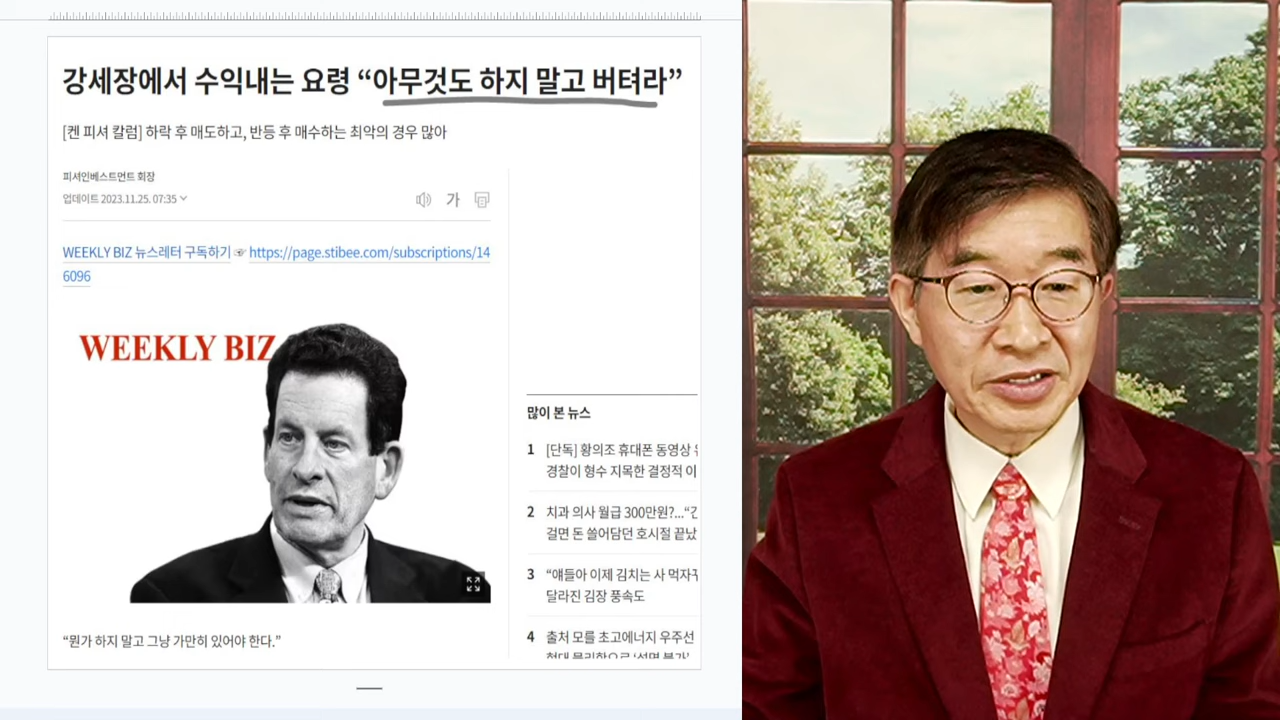 강세장에서 수익내는 요령 “아무것도 하지 말고 버텨라”
[켄 피셔 칼럼] 하락 후 매도하고, 반등 후 매수하는 최악의 경우 많아
피셔인베스트먼트 회장
업데이트 2023.11.25. 07:35
가
WEEKLY BIZ 뉴스레터 구독하기☞ https://page.stibee.com/subscriptions/14
6096
WEEKLY BIZ
“뭔가 하지 말고 그냥 가만히 있어야 한다.”
많이 본 뉴스
1 [단독] 황의조 휴대폰 동영상
경찰이 형수 지목한 결정적 이
2 치과 의사 월급 300만원?...“
걸면 돈 쓸어담던 호시절 끝났
3 “얘들아 이제 김치는 사 먹자
달라진 김장 풍속도
4 출처 모를 초고에너지 우주선